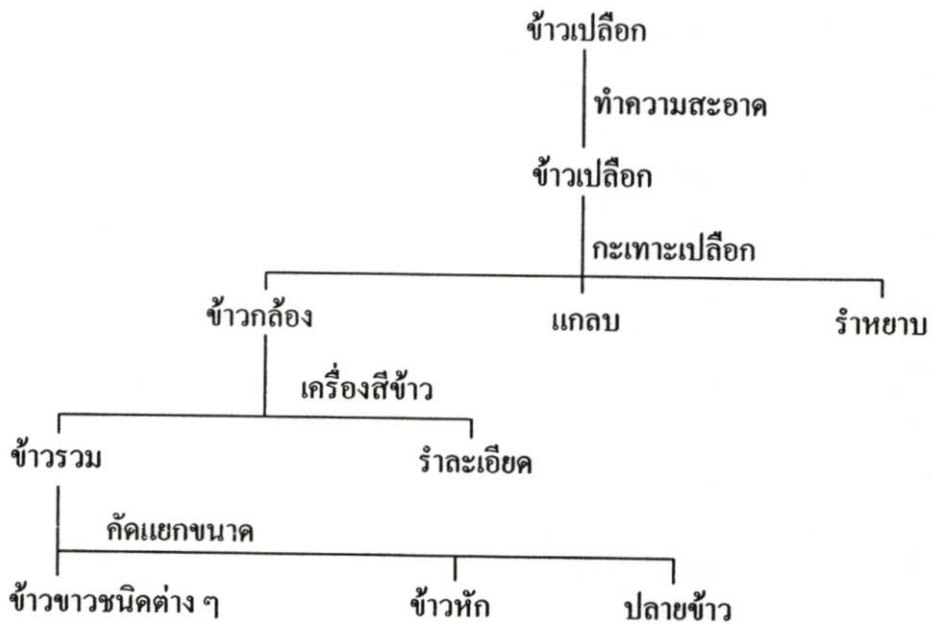 ข้าวเปลือก
ทำความสะอาด
ข้าวเปลือก
กะเทาะเปลือก
ข้าวกล้อง แกลบ รำหยาบ
เครื่องสีข้าว
ข้าวรวม รำละเอียด
คัดแยกขนาด
ข้าวขาวชนิดต่าง ๆ ข้าวหัก ปลายข้าว